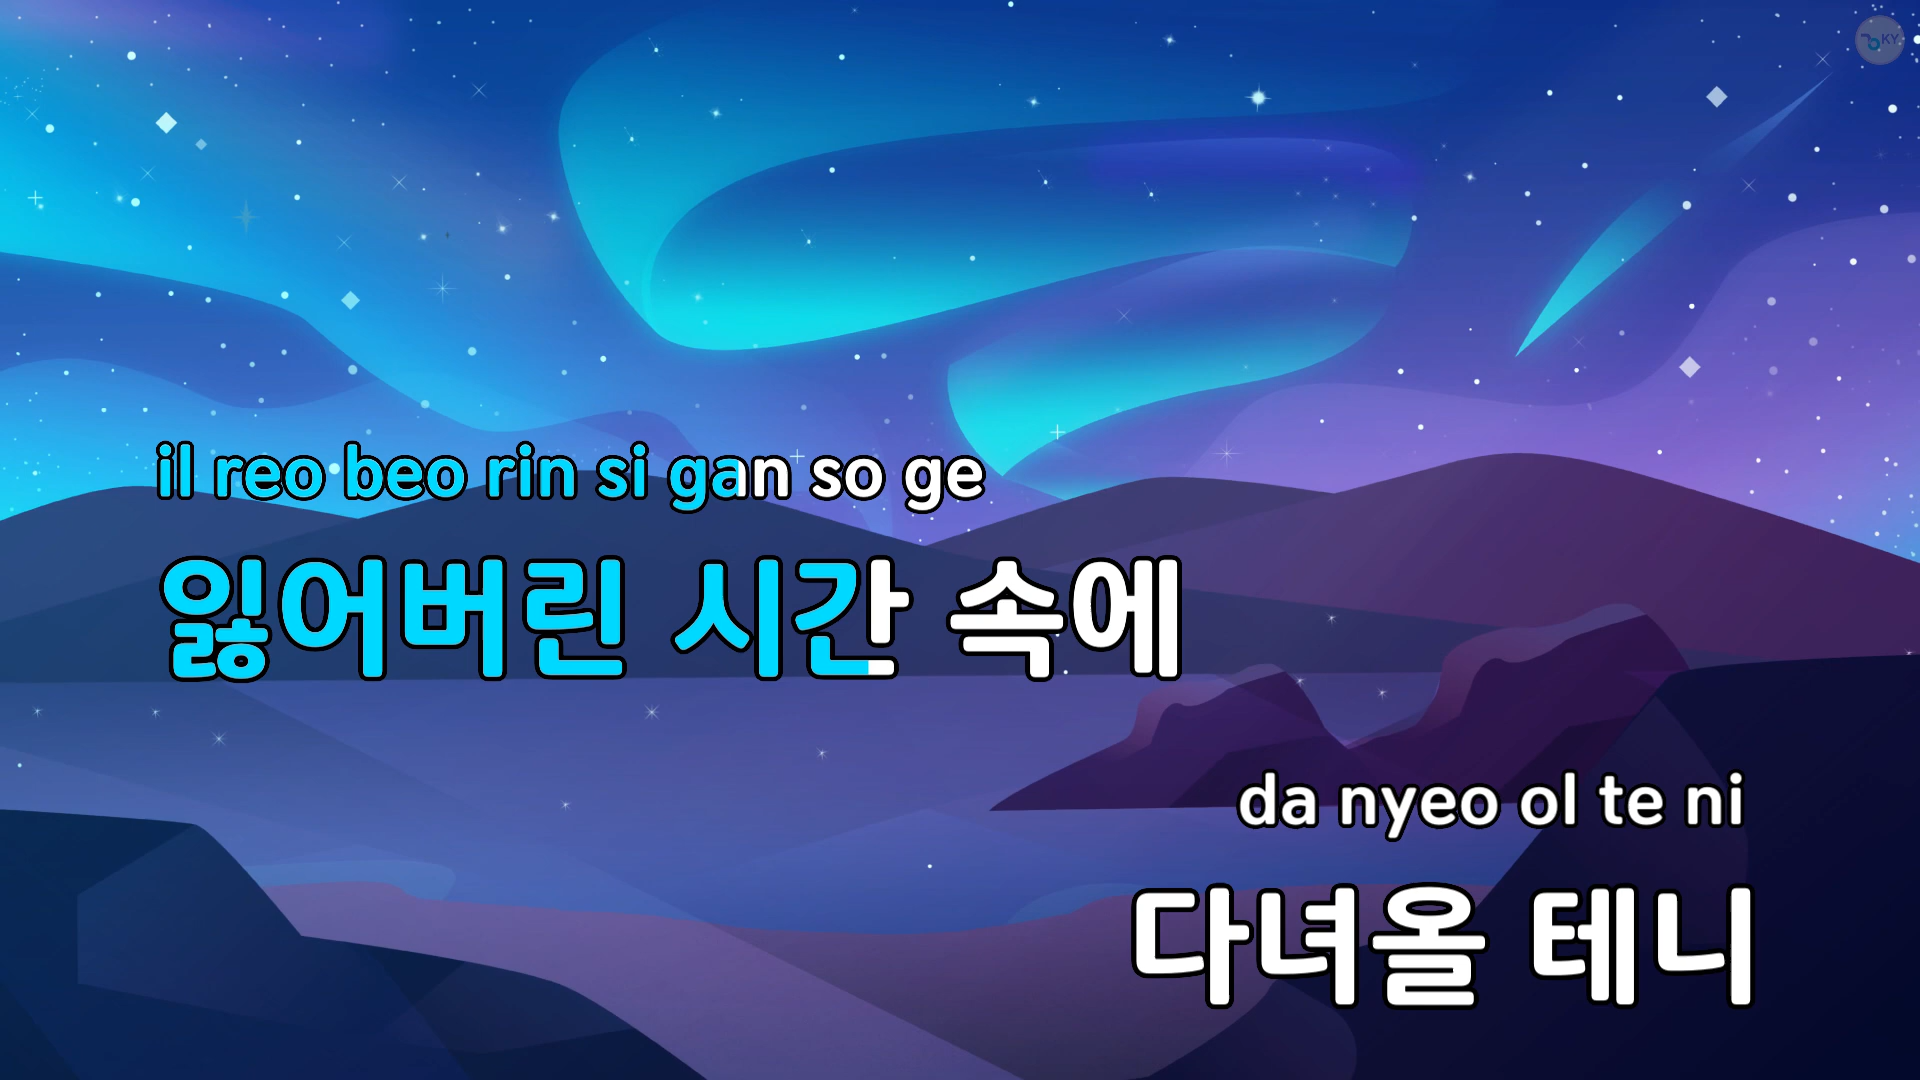 KY
il reo beo rin si gan so ge
잃어버린 시간 속에
da nyeo ol te ni
다녀올 테니